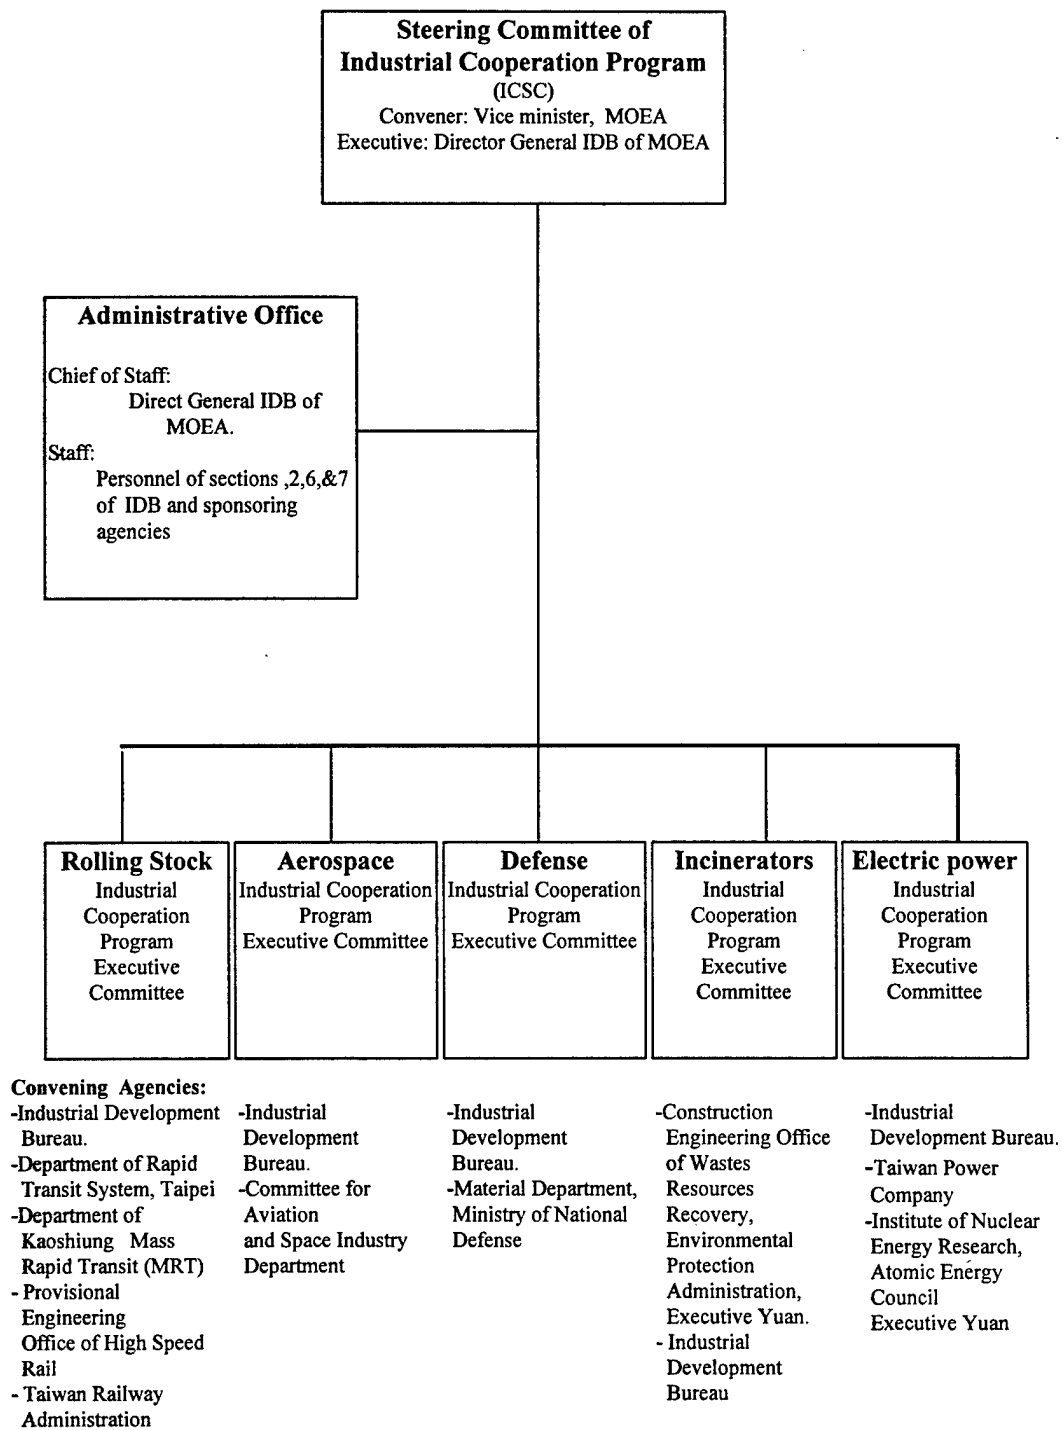 Steering Committee of
Industrial Cooperation Program
(ICSC)
Convener: Vice minister, MOEA
Executive: Director General IDB of MOEA
Administrative Office
Chief of Staff:
Direct General IDB of
MOEA.
Staff:
Personnel of sections ,2,6,&7
of IDB and sponsoring
agencies
Rolling Stock
Industrial
Cooperation
Program
Executive
Committee
Aerospace
Industrial Cooperation
Program
Executive Committee
Defense
Industrial Cooperation
Program
Executive Committee
Incinerators
Industrial
Cooperation
Program
Executive
Committee
Electric power
Industrial
Cooperation
Program
Executive
Committee
Convening Agencies:
-Industrial Development
Bureau.
-Department of Rapid
Transit System, Taipei
-Department of
Kaoshiung Mass
Rapid Transit (MRT)
- Provisional
Engineering
Office of High Speed
Rail
- Taiwan Railway
Administration
-Industrial
Development
Bureau.
-Committee for
Aviation
and Space Industry
Department
-Industrial
Development
Bureau.
-Material Department,
Ministry of National
Defense
-Construction
Engineering Office
of Wastes
Resources
Recovery,
Environmental
Protection
Administration,
Executive Yuan.
- Industrial
Development
Bureau
-Industrial
Development Bureau.
-Taiwan Power
Company
-Institute of Nuclear
Energy Research,
Atomic Energy
Council
Executive Yuan